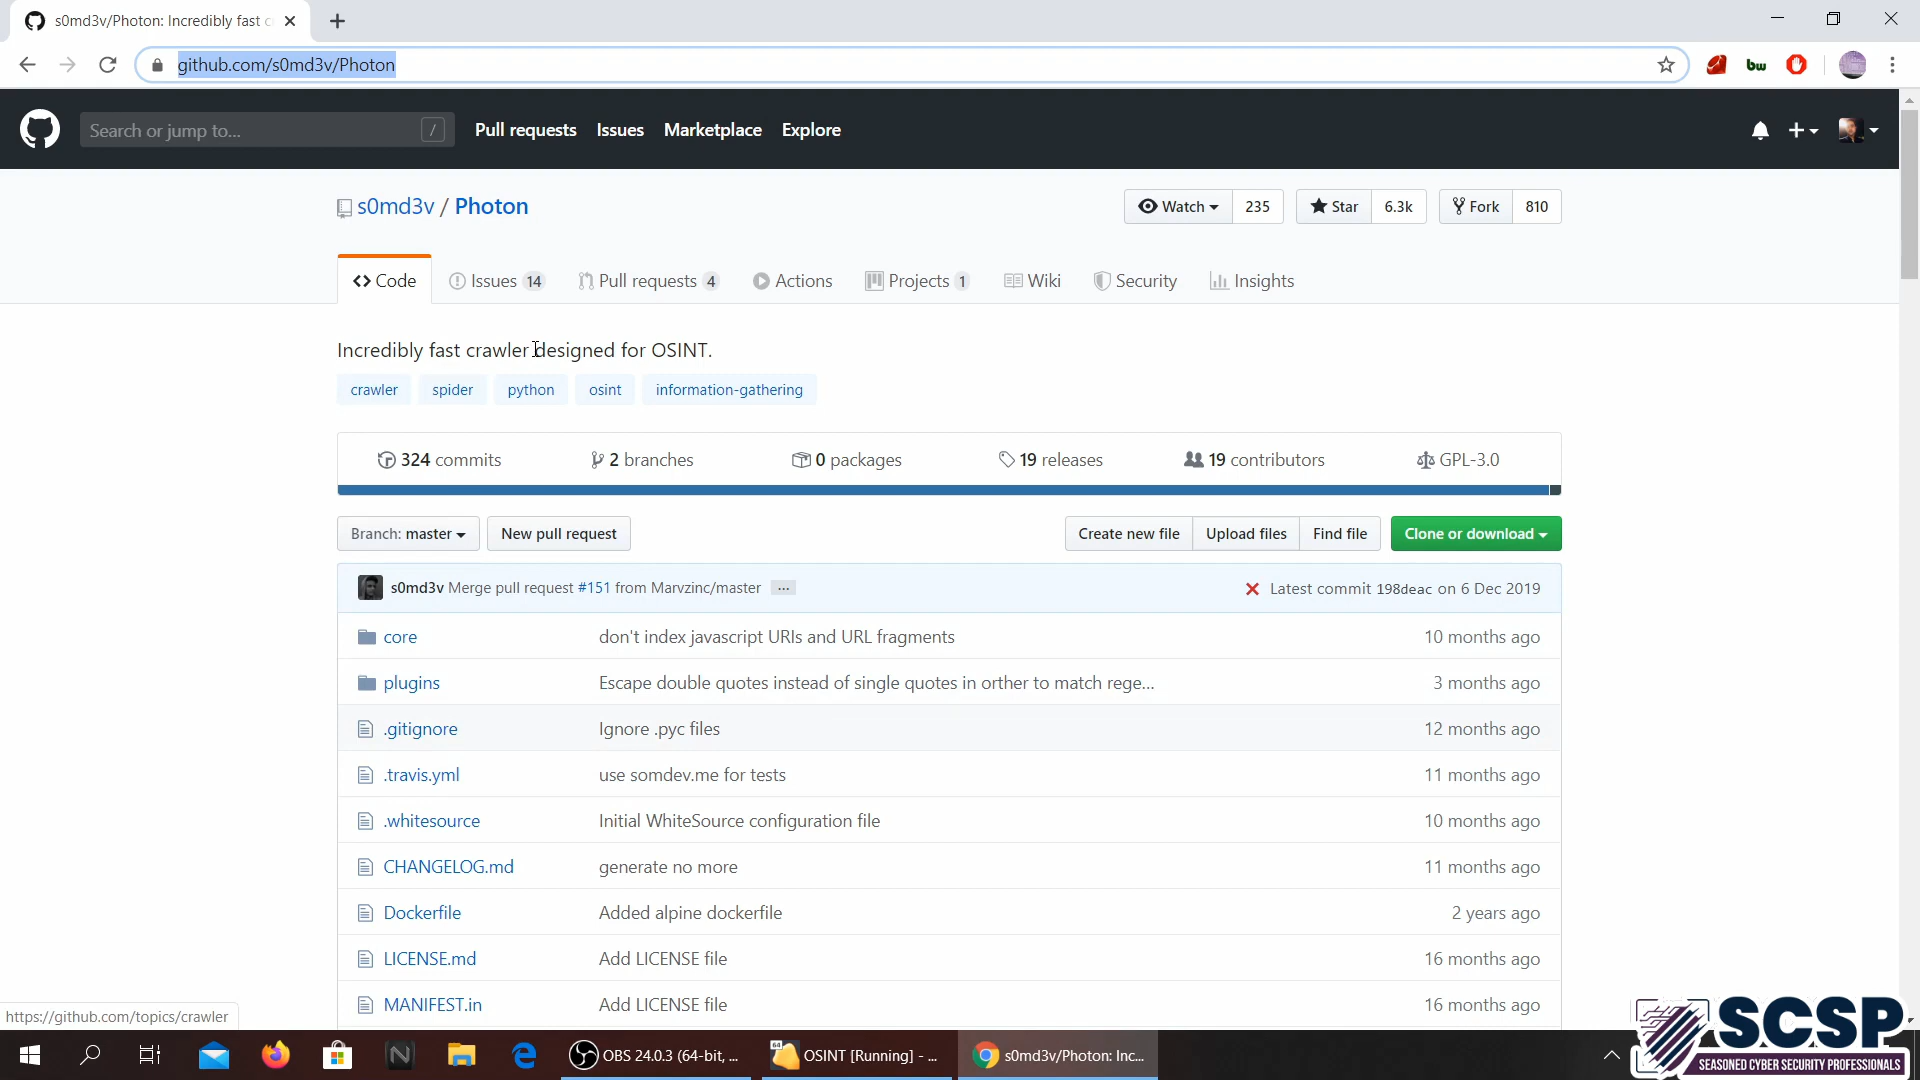 s0md3v/Photon: Incredibly fast c
github.com/s0md3v/Photon
bw
Search or jump to...
/
Pull requests
Issues
Marketplace
Explore
s0md3v / Photon
Watch 235
Star 6.3k
Fork 810
Code
Issues 14
Pull requests 4
Actions
Projects 1
Wiki
Security
Insights
Incredibly fast crawler designed for OSINT.
crawler spider python osint information-gathering
324 commits
2 branches
0 packages
19 releases
19 contributors
GPL-3.0
Branch: master
New pull request
Create new file
Upload files
Find file
Clone or download
s0md3v Merge pull request #151 from Marvzinc/master ...
Latest commit 198deac on 6 Dec 2019
core don't index javascript URIs and URL fragments 10 months ago
plugins Escape double quotes instead of single quotes in orther to match rege... 3 months ago
.gitignore Ignore .pyc files 12 months ago
.travis.yml use somdev.me for tests 11 months ago
.whitesource Initial WhiteSource configuration file 10 months ago
CHANGELOG.md generate no more 11 months ago
Dockerfile Added alpine dockerfile 2 years ago
LICENSE.md Add LICENSE file 16 months ago
MANIFEST.in Add LICENSE file 16 months ago
https://github.com/topics/crawler
OBS 24.0.3 (64-bit, ...
64
OSINT [Running] - ...
s0md3v/Photon: Inc...
SCSP
SEASONED CYBER SECURITY PROFESSIONALS